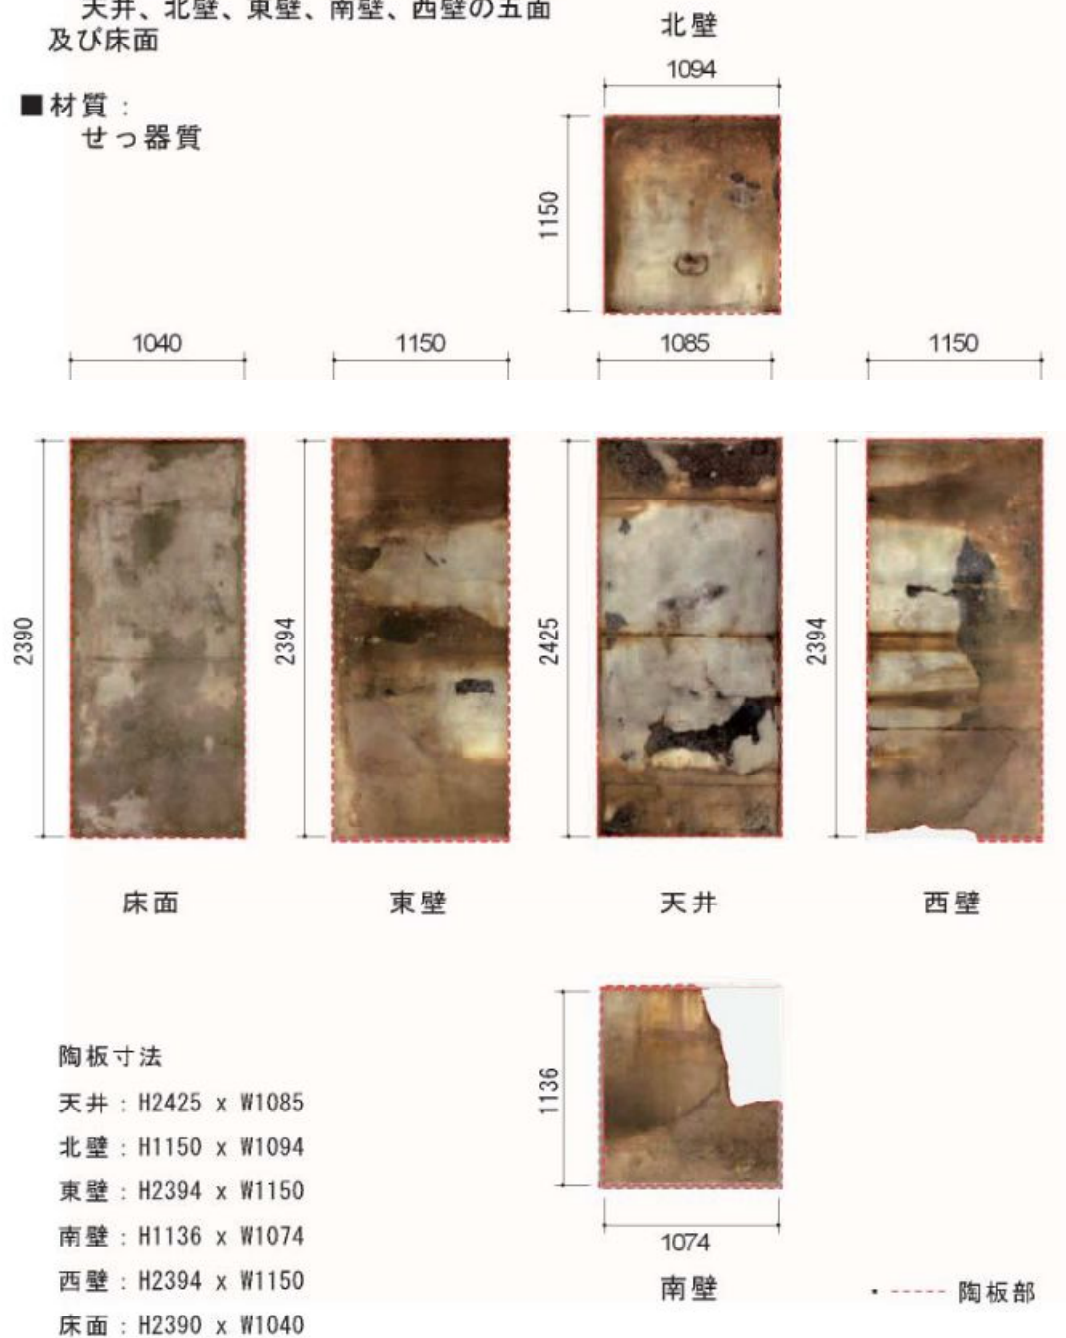 天井、北壁、東壁、南壁、西壁の五面
及び床面
■材質：
せっ器質
北壁
1094
1150
1040
1150
1085
1150
2390
2394
2425
2394
床面
東壁
天井
西壁
1136
1074
南壁
陶板寸法
天井：H2425 x W1085
北壁：H1150 x W1094
東壁：H2394 x W1150
南壁：H1136 x W1074
西壁：H2394 x W1150
床面：H2390 x W1040
陶板部